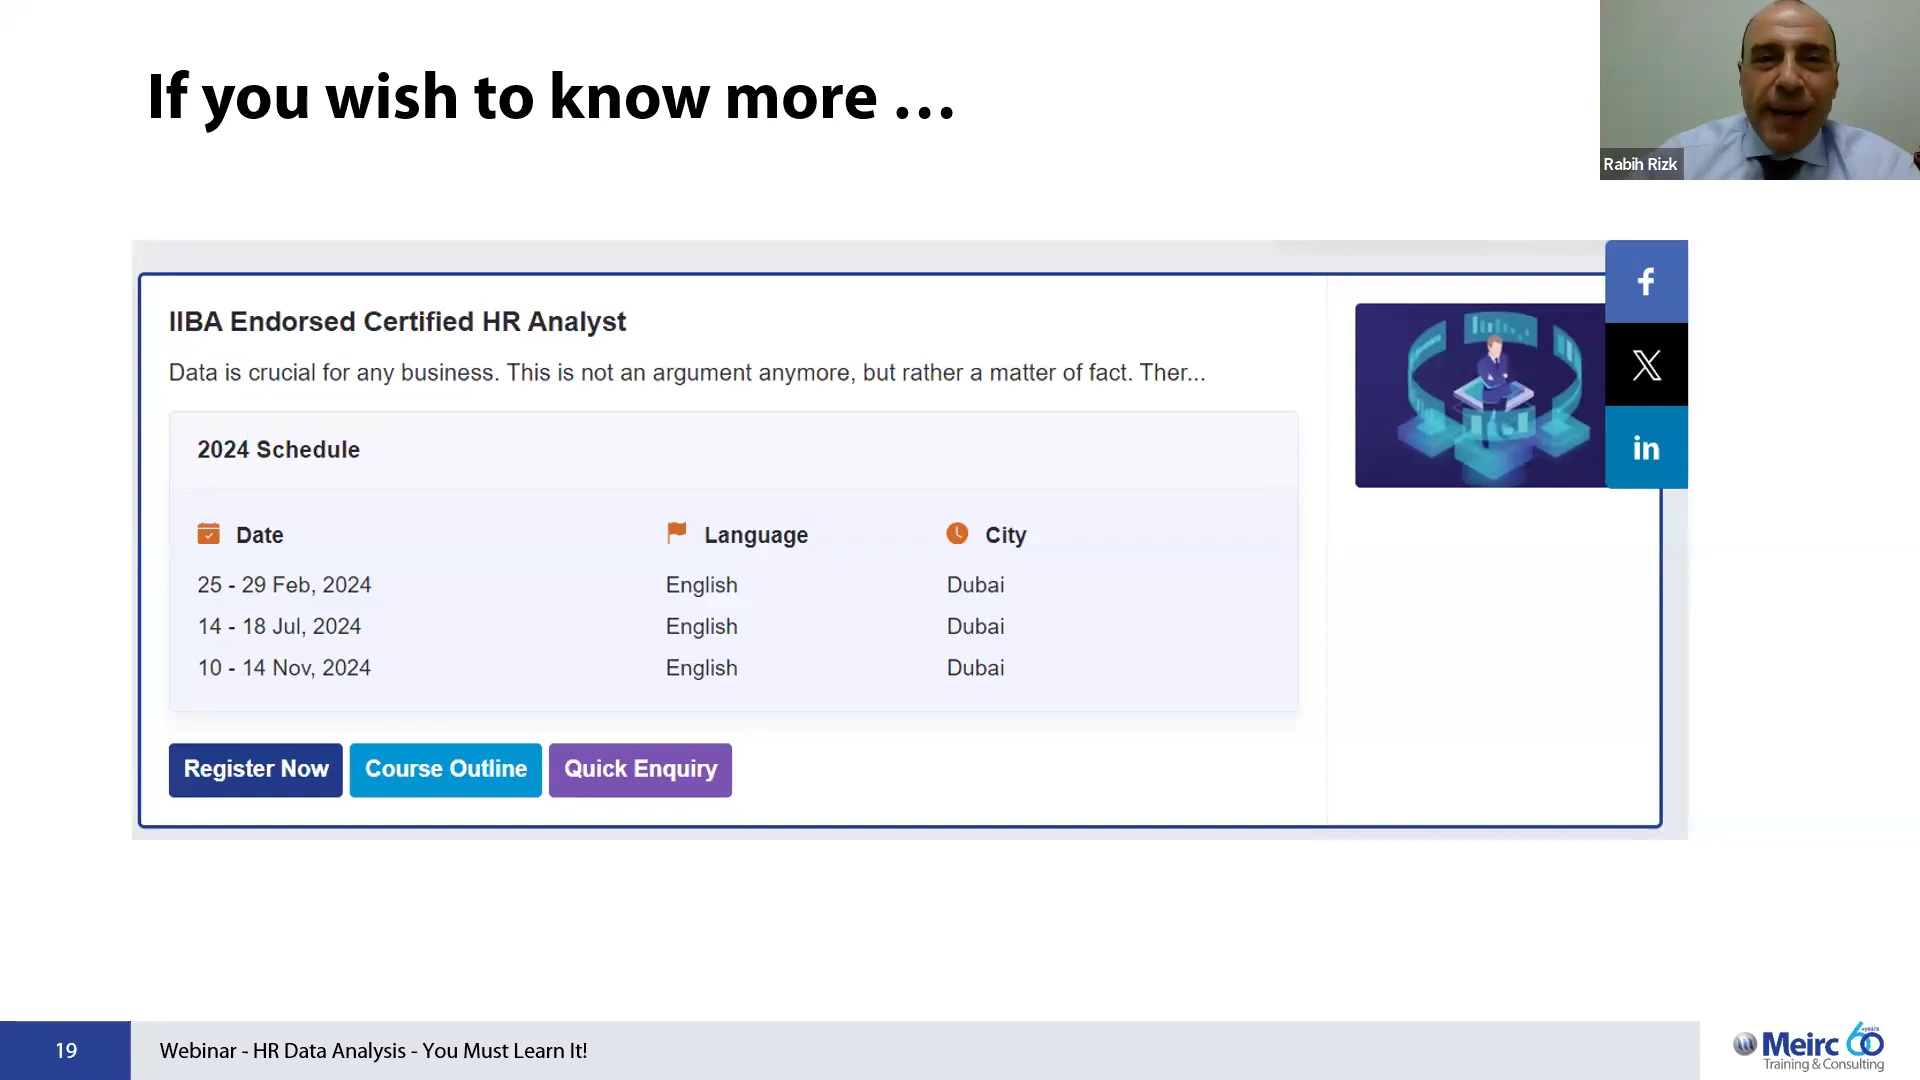 If you wish to know more ...
Rabih Rizk
IIBA Endorsed Certified HR Analyst
Data is crucial for any business. This is not an argument anymore, but rather a matter of fact. Ther...
2024 Schedule
Date Language City
25 - 29 Feb, 2024 English Dubai
14 - 18 Jul, 2024 English Dubai
10 - 14 Nov, 2024 English Dubai
Register Now Course Outline Quick Enquiry
f
X
in
19 Webinar - HR Data Analysis - You Must Learn It!
Meirc 60 years
Training & Consulting